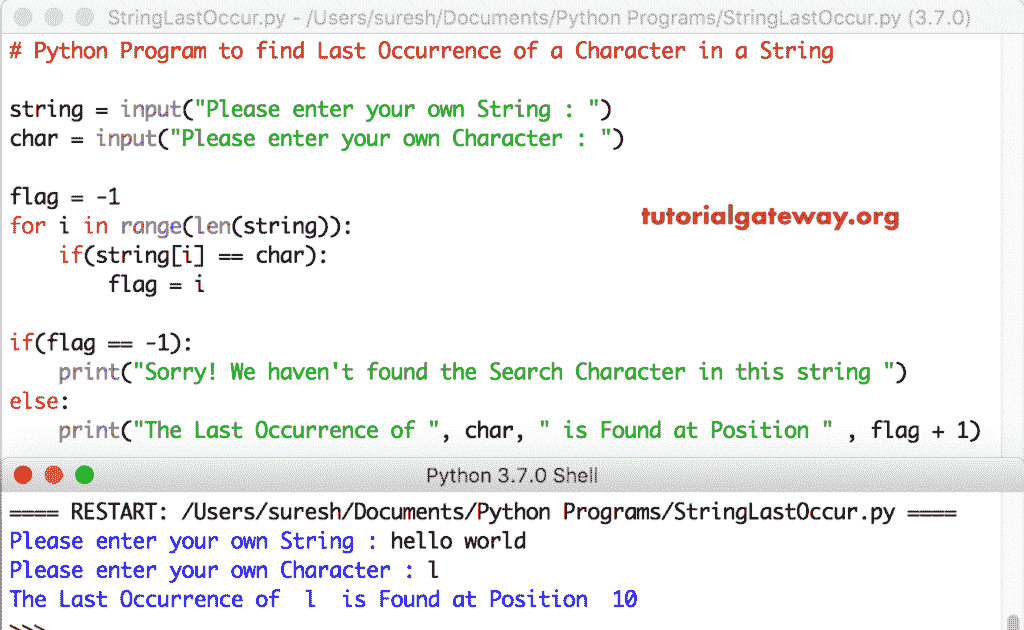 StringLastOccur.py - /Users/suresh/Documents/Python Programs/StringLastOccur.py (3.7.0)
# Python Program to find Last Occurrence of a Character in a String
string = input("Please enter your own String : ")
char = input("Please enter your own Character : ")
flag = -1
for i in range(len(string)):
    if(string[i] == char):
        flag = i
tutorialgateway.org
if(flag == -1):
    print("Sorry! We haven't found the Search Character in this string ")
else:
    print("The Last Occurrence of ", char, " is Found at Position " , flag + 1)
Python 3.7.0 Shell
==== RESTART: /Users/suresh/Documents/Python Programs/StringLastOccur.py ====
Please enter your own String : hello world
Please enter your own Character : l
The Last Occurrence of  l  is Found at Position  10
>>>